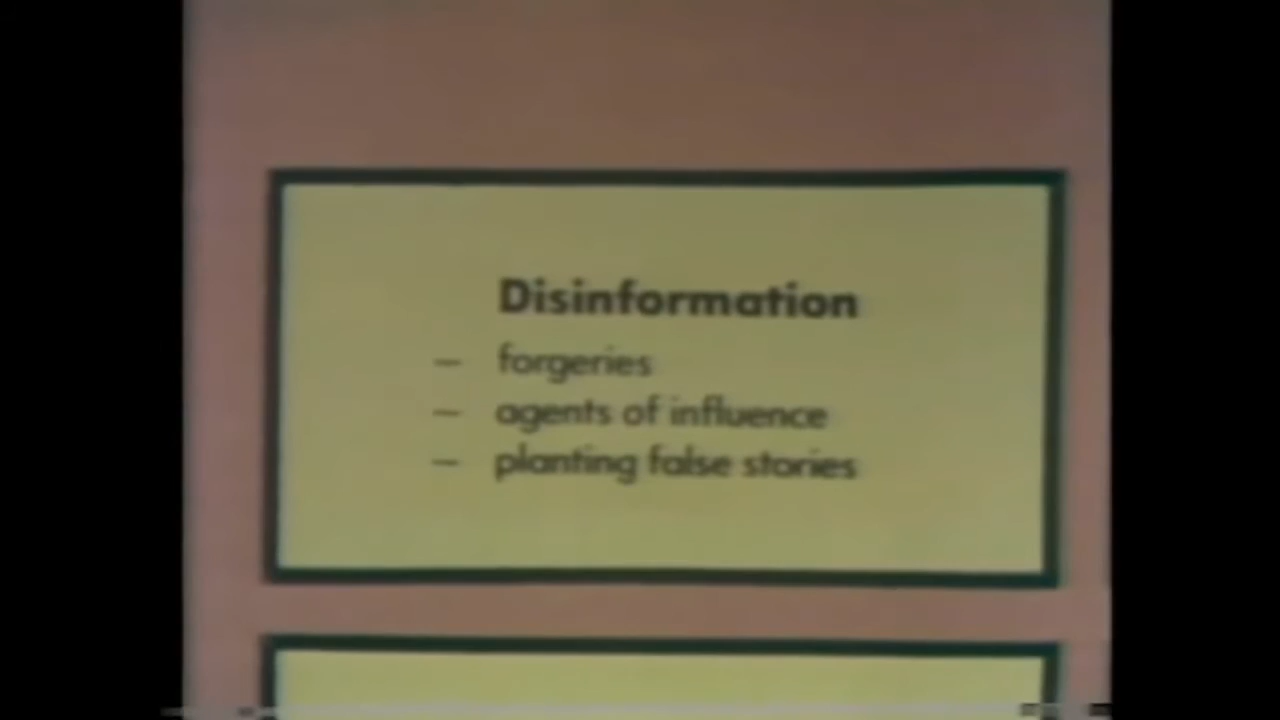 Disinformation
– forgeries
– agents of influence
– planting false stories